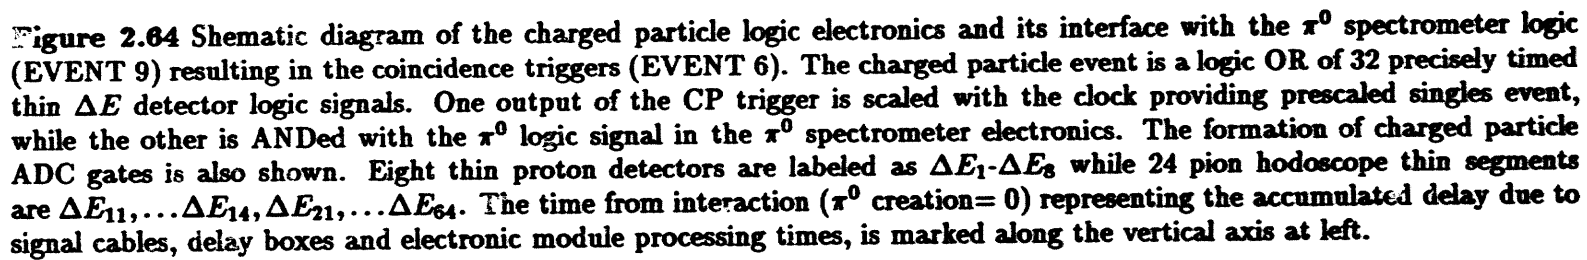 Figure 2.64 Shematic diagram of the charged particle logic electronics and its interface with the π⁰ spectrometer logic
(EVENT 9) resulting in the coincidence triggers (EVENT 6). The charged particle event is a logic OR of 32 precisely timed
thin ΔE detector logic signals. One output of the CP trigger is scaled with the clock providing prescaled singles event,
while the other is ANDed with the π⁰ logic signal in the π⁰ spectrometer electronics. The formation of charged particle
ADC gates is also shown. Eight thin proton detectors are labeled as ΔE₁-ΔE₈ while 24 pion hodoscope thin segments
are ΔE₁₁,...ΔE₁₄,ΔE₂₁,...ΔE₆₄. The time from interaction (π⁰ creation= 0) representing the accumulated delay due to
signal cables, delay boxes and electronic module processing times, is marked along the vertical axis at left.